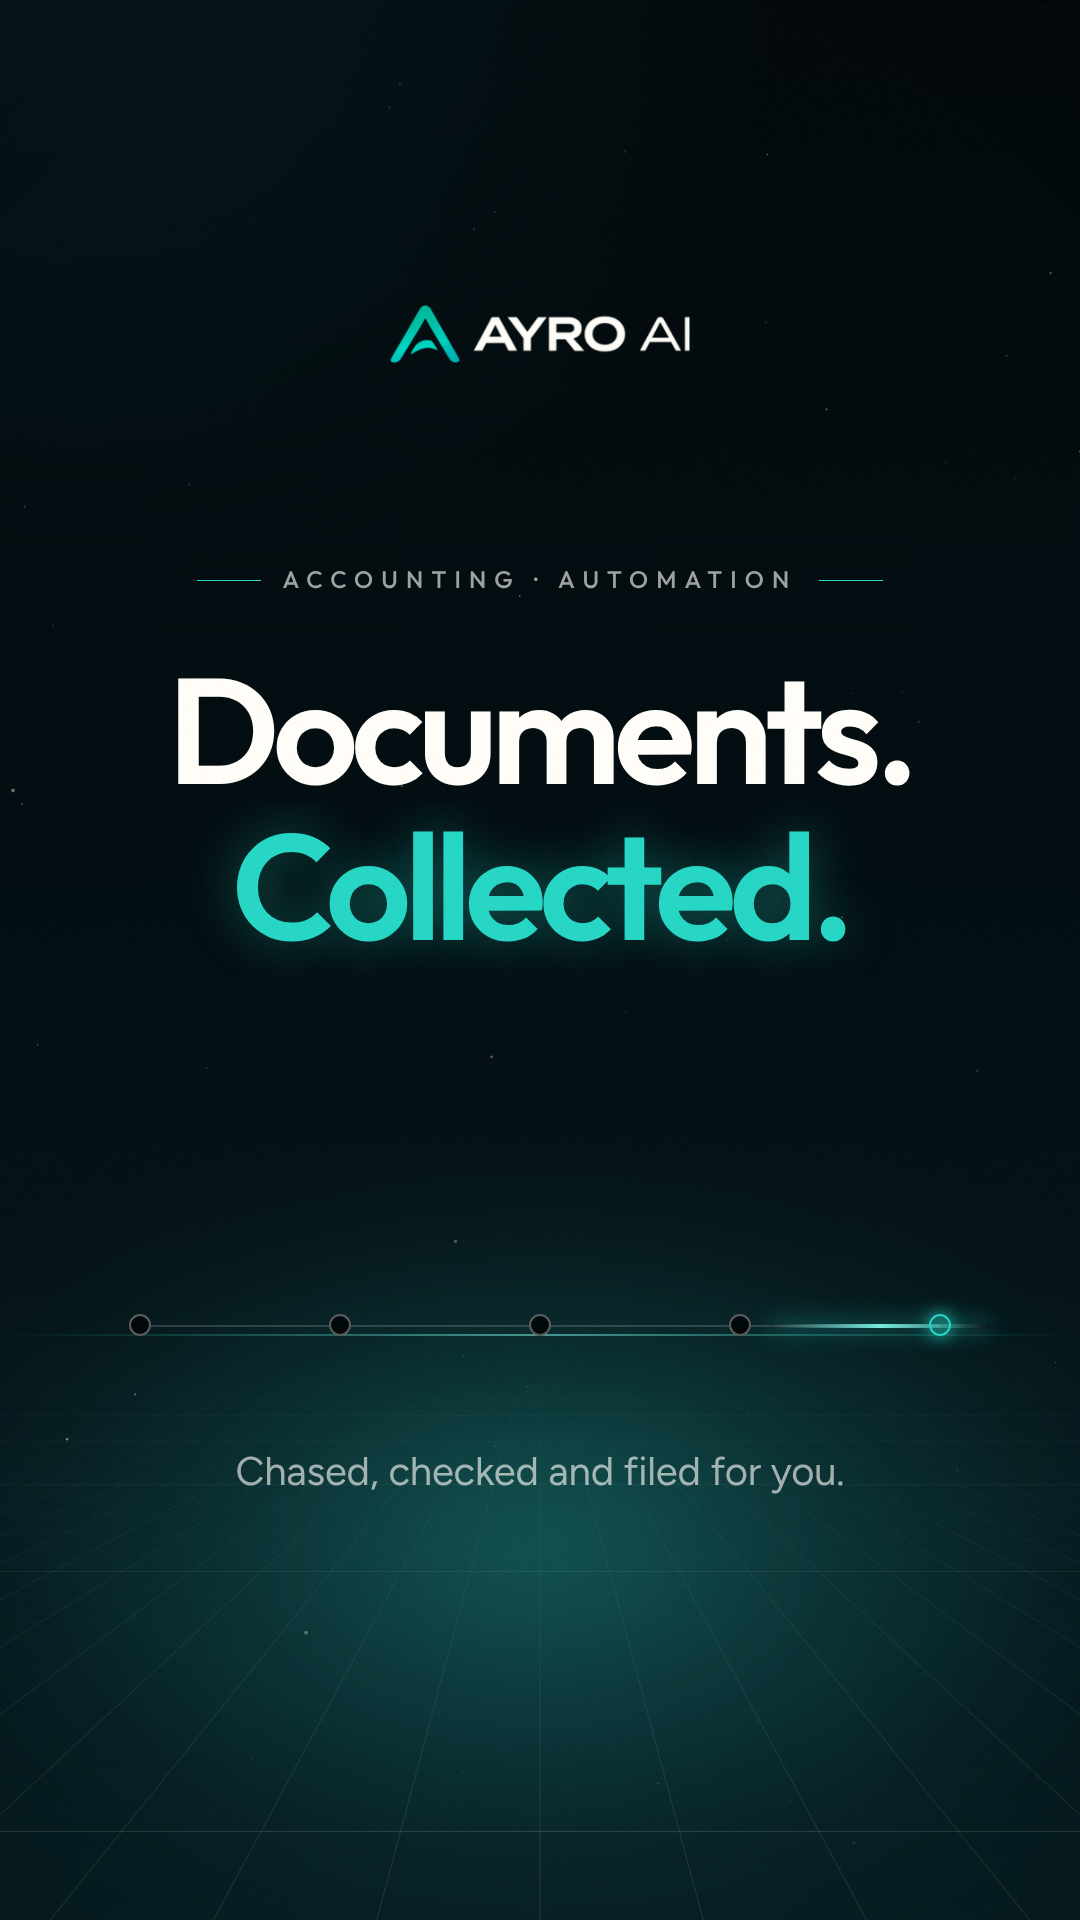 AYRO AI
ACCOUNTING · AUTOMATION
Documents.
Collected.
Chased, checked and filed for you.